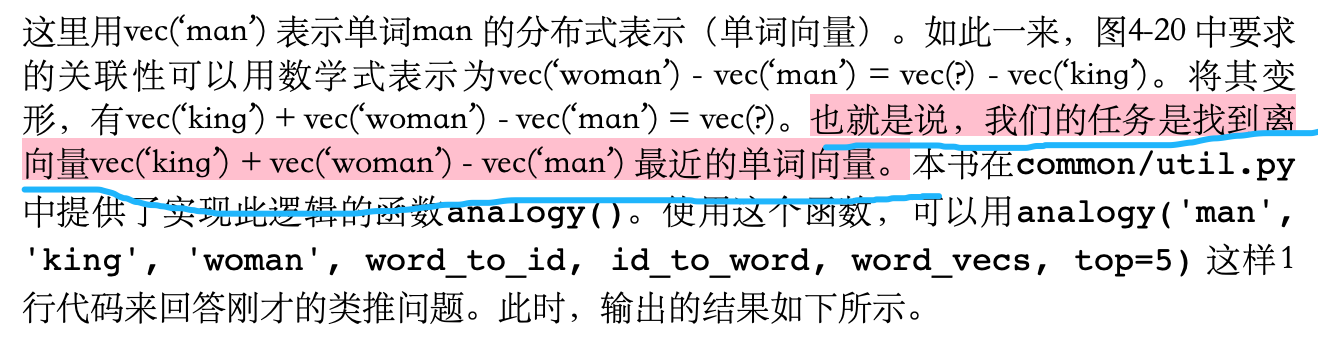 这里用vec(‘man’) 表示单词man 的分布式表示（单词向量）。如此一来，图4-20 中要求
的关联性可以用数学式表示为vec(‘woman’) - vec(‘man’) = vec(?) - vec(‘king’)。将其变
形，有vec(‘king’) + vec(‘woman’) - vec(‘man’) = vec(?)。也就是说，我们的任务是找到离
向量vec(‘king’) + vec(‘woman’) - vec(‘man’) 最近的单词向量。本书在common/util.py
中提供了实现此逻辑的函数analogy()。使用这个函数，可以用analogy('man',
'king', 'woman', word_to_id, id_to_word, word_vecs, top=5) 这样1
行代码来回答刚才的类推问题。此时，输出的结果如下所示。